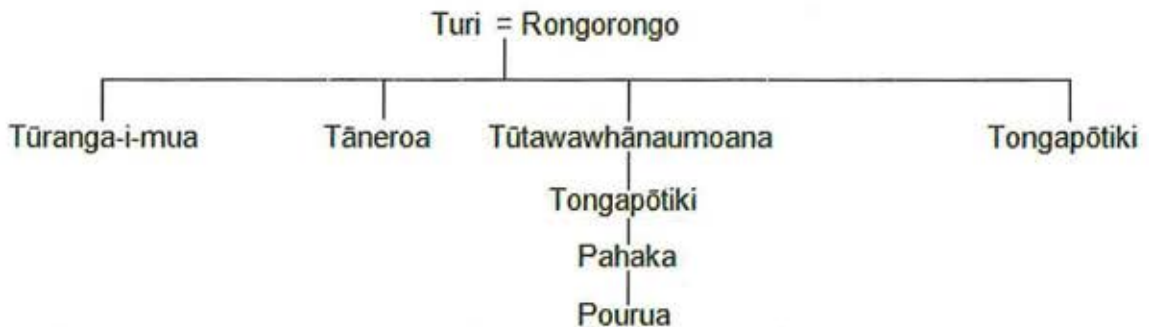 Turi = Rongorongo
Tūranga-i-mua Tāneroa Tūtawawhānaumoana Tongapōtiki
Tongapōtiki
Pahaka
Pourua